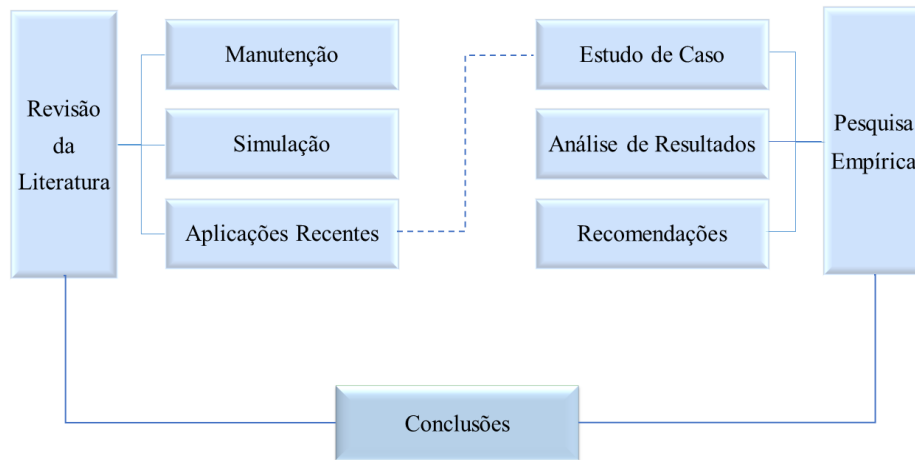 Revisão
da
Literatura
Manutenção
Simulação
Aplicações Recentes
Estudo de Caso
Análise de Resultados
Recomendações
Pesquisa
Empírica
Conclusões